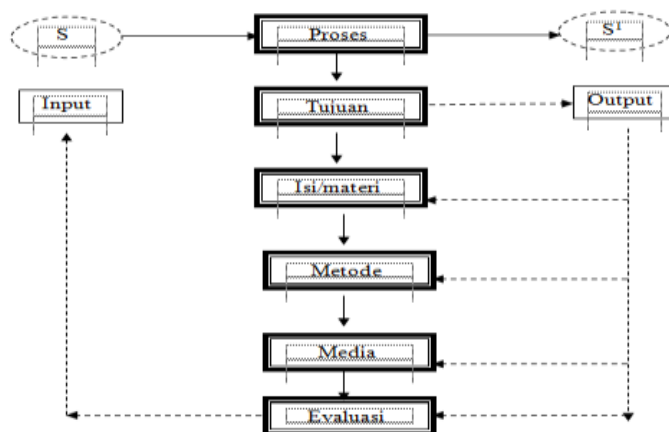 S
Proses
S¹
Input
Tujuan
Output
Isi/materi
Metode
Media
Evaluasi